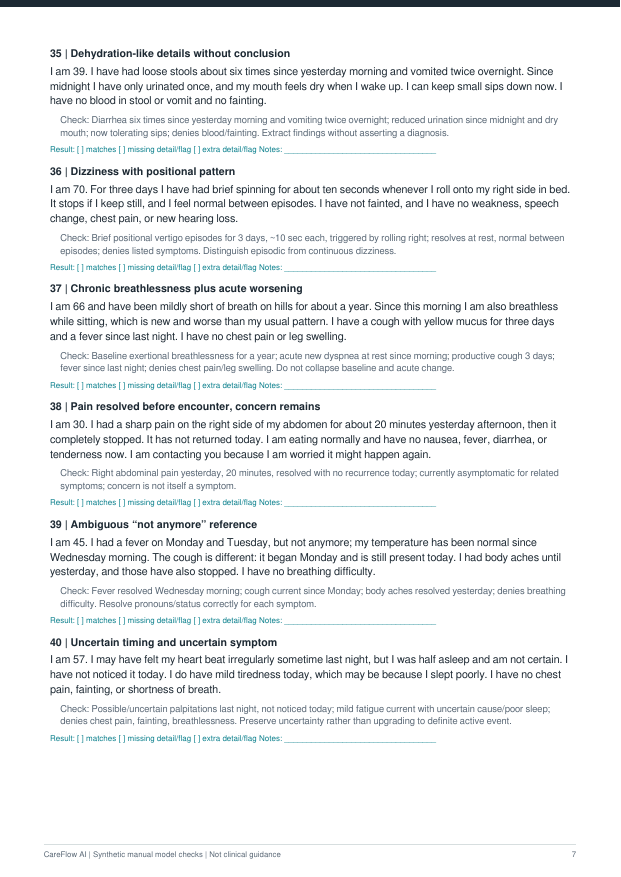 35 | Dehydration-like details without conclusion
I am 39. I have had loose stools about six times since yesterday morning and vomited twice overnight. Since
midnight I have only urinated once, and my mouth feels dry when I wake up. I can keep small sips down now. I
have no blood in stool or vomit and no fainting.
Check: Diarrhea six times since yesterday morning and vomiting twice overnight; reduced urination since midnight and dry
mouth; now tolerating sips; denies blood/fainting. Extract findings without asserting a diagnosis.
Result: [ ] matches [ ] missing detail/flag [ ] extra detail/flag Notes: ___________________________________
36 | Dizziness with positional pattern
I am 70. For three days I have had brief spinning for about ten seconds whenever I roll onto my right side in bed.
It stops if I keep still, and I feel normal between episodes. I have not fainted, and I have no weakness, speech
change, chest pain, or new hearing loss.
Check: Brief positional vertigo episodes for 3 days, ~10 sec each, triggered by rolling right; resolves at rest, normal between
episodes; denies listed symptoms. Distinguish episodic from continuous dizziness.
Result: [ ] matches [ ] missing detail/flag [ ] extra detail/flag Notes: ___________________________________
37 | Chronic breathlessness plus acute worsening
I am 66 and have been mildly short of breath on hills for about a year. Since this morning I am also breathless
while sitting, which is new and worse than my usual pattern. I have a cough with yellow mucus for three days
and a fever since last night. I have no chest pain or leg swelling.
Check: Baseline exertional breathlessness for a year; acute new dyspnea at rest since morning; productive cough 3 days;
fever since last night; denies chest pain/leg swelling. Do not collapse baseline and acute change.
Result: [ ] matches [ ] missing detail/flag [ ] extra detail/flag Notes: ___________________________________
38 | Pain resolved before encounter, concern remains
I am 30. I had a sharp pain on the right side of my abdomen for about 20 minutes yesterday afternoon, then it
completely stopped. It has not returned today. I am eating normally and have no nausea, fever, diarrhea, or
tenderness now. I am contacting you because I am worried it might happen again.
Check: Right abdominal pain yesterday, 20 minutes, resolved with no recurrence today; currently asymptomatic for related
symptoms; concern is not itself a symptom.
Result: [ ] matches [ ] missing detail/flag [ ] extra detail/flag Notes: ___________________________________
39 | Ambiguous “not anymore” reference
I am 45. I had a fever on Monday and Tuesday, but not anymore; my temperature has been normal since
Wednesday morning. The cough is different: it began Monday and is still present today. I had body aches until
yesterday, and those have also stopped. I have no breathing difficulty.
Check: Fever resolved Wednesday morning; cough current since Monday; body aches resolved yesterday; denies breathing
difficulty. Resolve pronouns/status correctly for each symptom.
Result: [ ] matches [ ] missing detail/flag [ ] extra detail/flag Notes: ___________________________________
40 | Uncertain timing and uncertain symptom
I am 57. I may have felt my heart beat irregularly sometime last night, but I was half asleep and am not certain. I
have not noticed it today. I do have mild tiredness today, which may be because I slept poorly. I have no chest
pain, fainting, or shortness of breath.
Check: Possible/uncertain palpitations last night, not noticed today; mild fatigue current with uncertain cause/poor sleep;
denies chest pain, fainting, breathlessness. Preserve uncertainty rather than upgrading to definite active event.
Result: [ ] matches [ ] missing detail/flag [ ] extra detail/flag Notes: ___________________________________
CareFlow AI | Synthetic manual model checks | Not clinical guidance
7